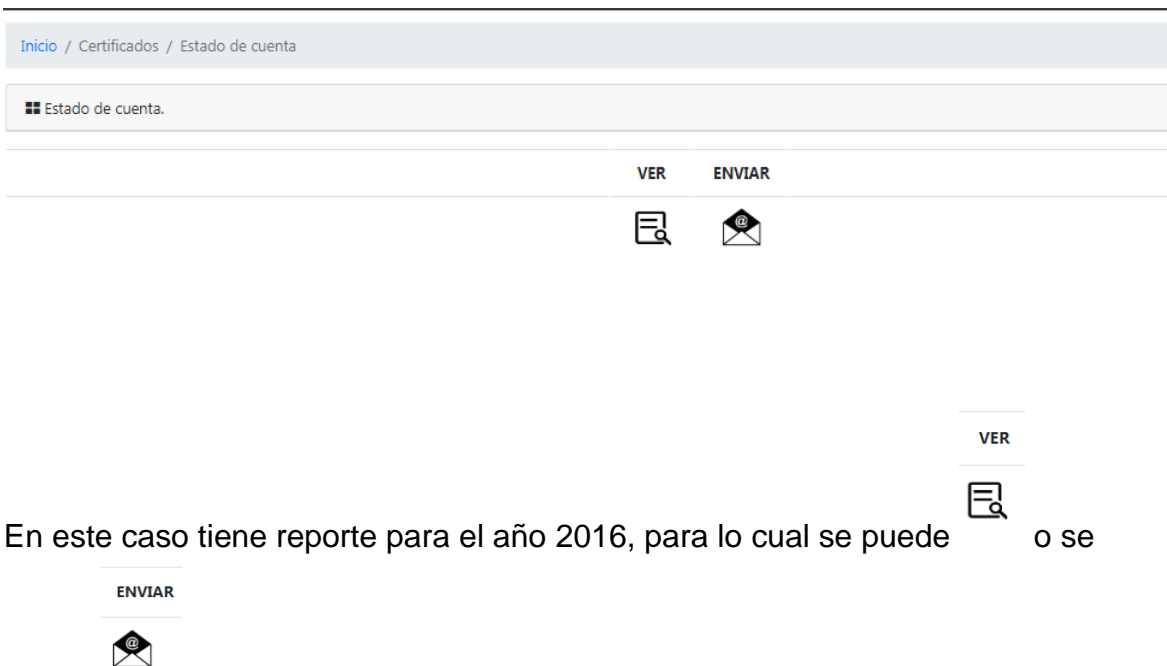 Inicio / Certificados / Estado de cuenta
Estado de cuenta.
VER ENVIAR
VER
En este caso tiene reporte para el año 2016, para lo cual se puede o se
ENVIAR